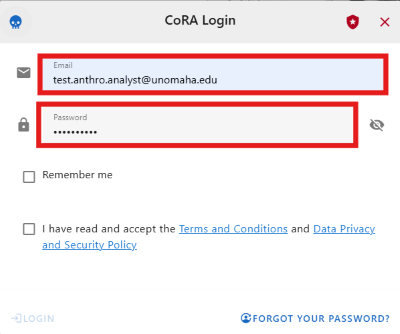 CoRA Login
Email
test.anthro.analyst@unomaha.edu
Password
••••••••••
Remember me
I have read and accept the Terms and Conditions and Data Privacy
and Security Policy
LOGIN
FORGOT YOUR PASSWORD?